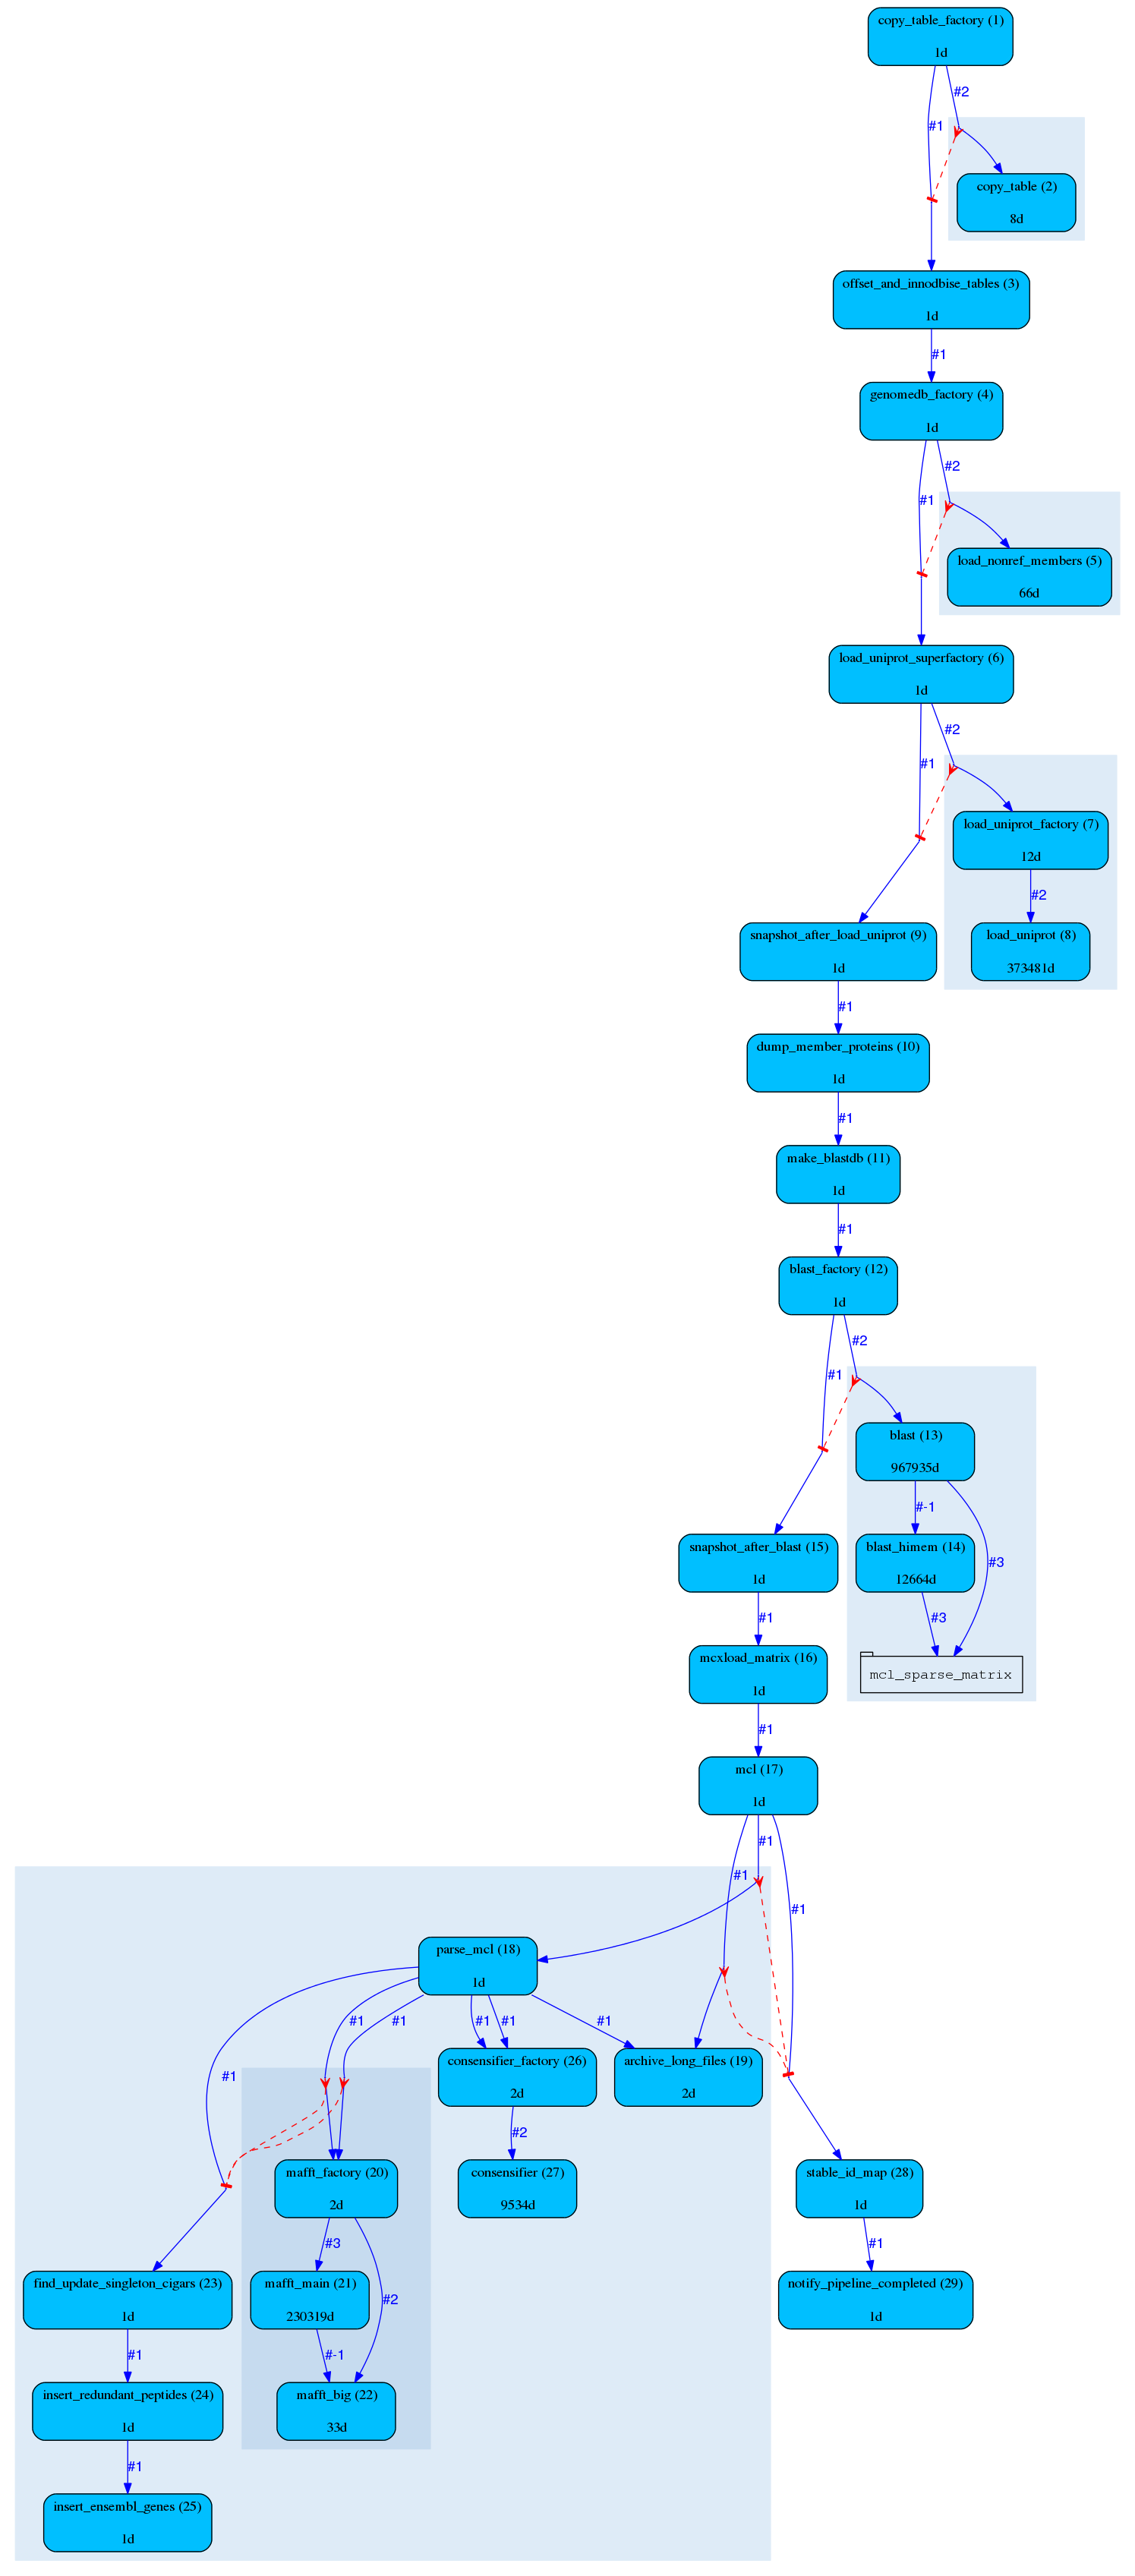 copy_table_factory (1)
1d
#2
#1
copy_table (2)
8d
offset_and_innodbise_tables (3)
1d
#1
genomedb_factory (4)
1d
#2
#1
load_nonref_members (5)
66d
load_uniprot_superfactory (6)
1d
#2
#1
load_uniprot_factory (7)
12d
#2
snapshot_after_load_uniprot (9)
1d
load_uniprot (8)
373481d
#1
dump_member_proteins (10)
1d
#1
make_blastdb (11)
1d
#1
blast_factory (12)
1d
#2
#1
blast (13)
967935d
#-1
snapshot_after_blast (15)
1d
blast_himem (14)
12664d
#3
#1
#3
mcxload_matrix (16)
1d
mcl_sparse_matrix
#1
mcl (17)
1d
#1
#1
#1
parse_mcl (18)
1d
#1
#1
#1
#1
#1
#1
consensifier_factory (26)
2d
archive_long_files (19)
2d
#2
mafft_factory (20)
2d
consensifier (27)
9534d
stable_id_map (28)
1d
#3
#2
#1
find_update_singleton_cigars (23)
1d
mafft_main (21)
230319d
notify_pipeline_completed (29)
1d
#1
#-1
insert_redundant_peptides (24)
1d
mafft_big (22)
33d
#1
insert_ensembl_genes (25)
1d